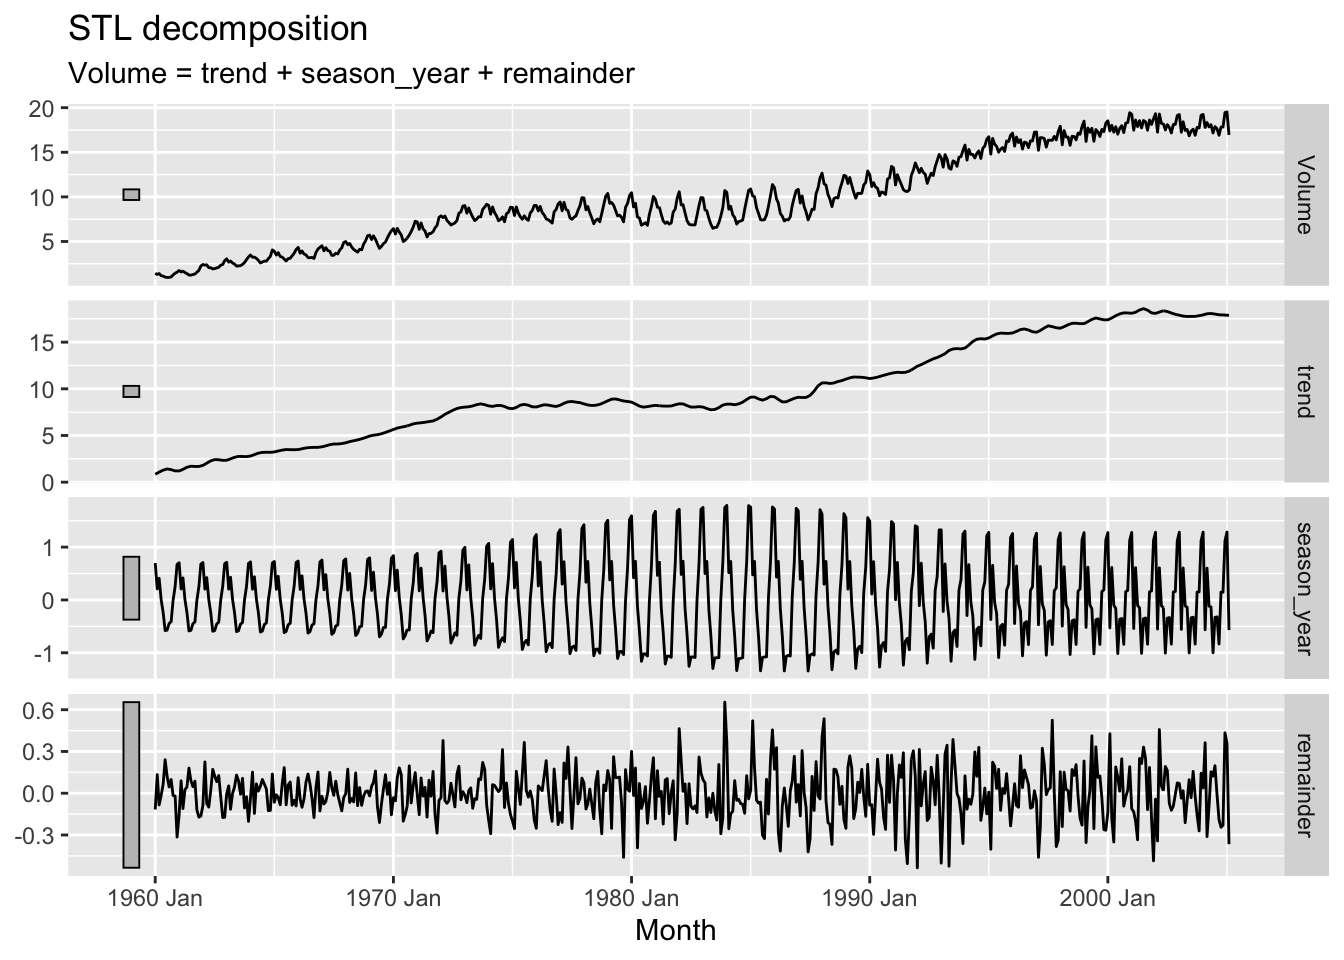 STL decomposition
Volume = trend + season_year + remainder
20
15
10
5
Volume
15
10
5
0
trend
1
0
-1
season_year
0.6
0.3
0.0
-0.3
remainder
1960 Jan 1970 Jan 1980 Jan 1990 Jan 2000 Jan
Month